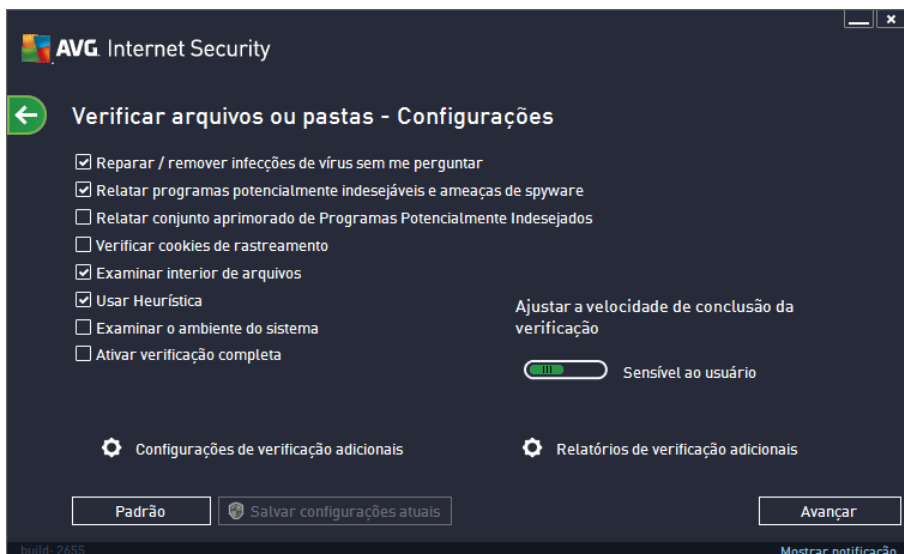 AVG. Internet Security
Verificar arquivos ou pastas - Configurações
Reparar / remover infecções de vírus sem me perguntar
Relatar programas potencialmente indesejáveis e ameaças de spyware
Relatar conjunto aprimorado de Programas Potencialmente Indesejados
Verificar cookies de rastreamento
Examinar interior de arquivos
Usar Heurística
Examinar o ambiente do sistema
Ativar verificação completa
Ajustar a velocidade de conclusão da
verificação
Sensível ao usuário
Configurações de verificação adicionais
Relatórios de verificação adicionais
Padrão
Salvar configurações atuais
Avançar
build: 2655
Mostrar notificação